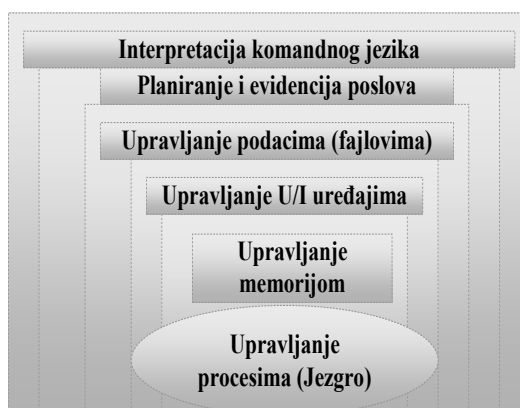 Interpretacija komandnog jezika
Planiranje i evidencija poslova
Upravljanje podacima (fajlovima)
Upravljanje U/I uređajima
Upravljanje
memorijom
Upravljanje
procesima (Jezgro)